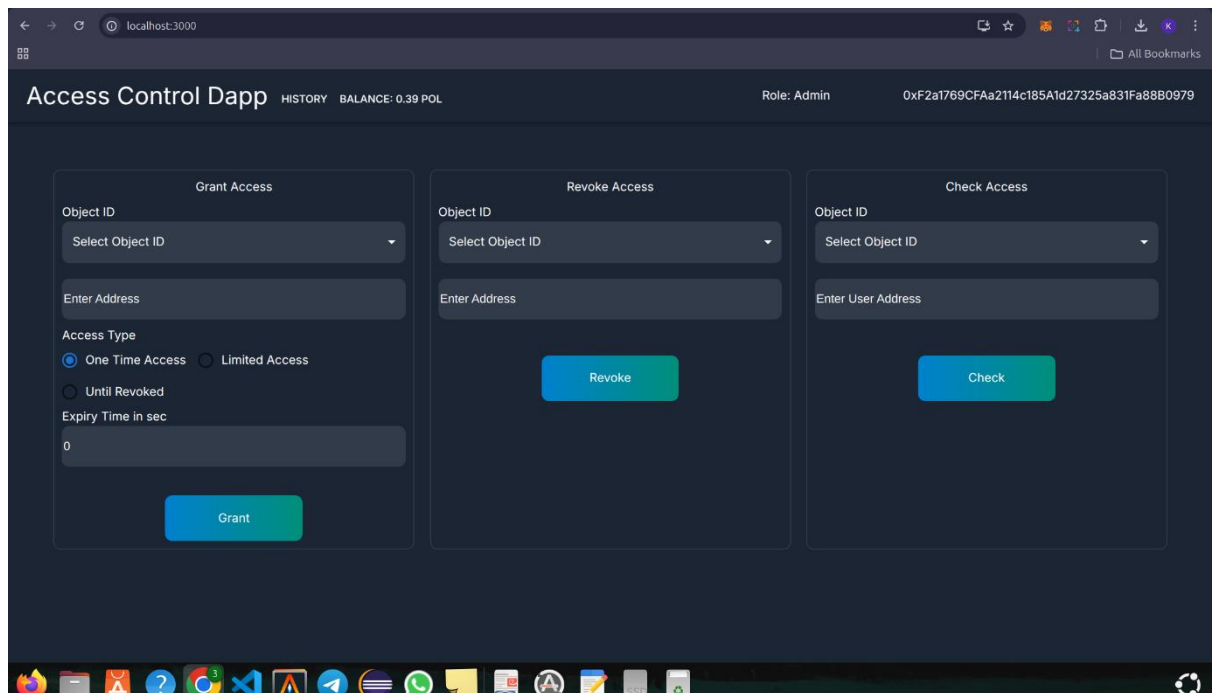 localhost:3000
K
All Bookmarks
Access Control Dapp HISTORY BALANCE: 0.39 POL Role: Admin 0xF2a1769CFAa2114c185A1d27325a831Fa88B0979
Grant Access
Object ID
Select Object ID
Enter Address
Access Type
One Time Access Limited Access
Until Revoked
Expiry Time in sec
0
Grant
Revoke Access
Object ID
Select Object ID
Enter Address
Revoke
Check Access
Object ID
Select Object ID
Enter User Address
Check
3
?
SSD